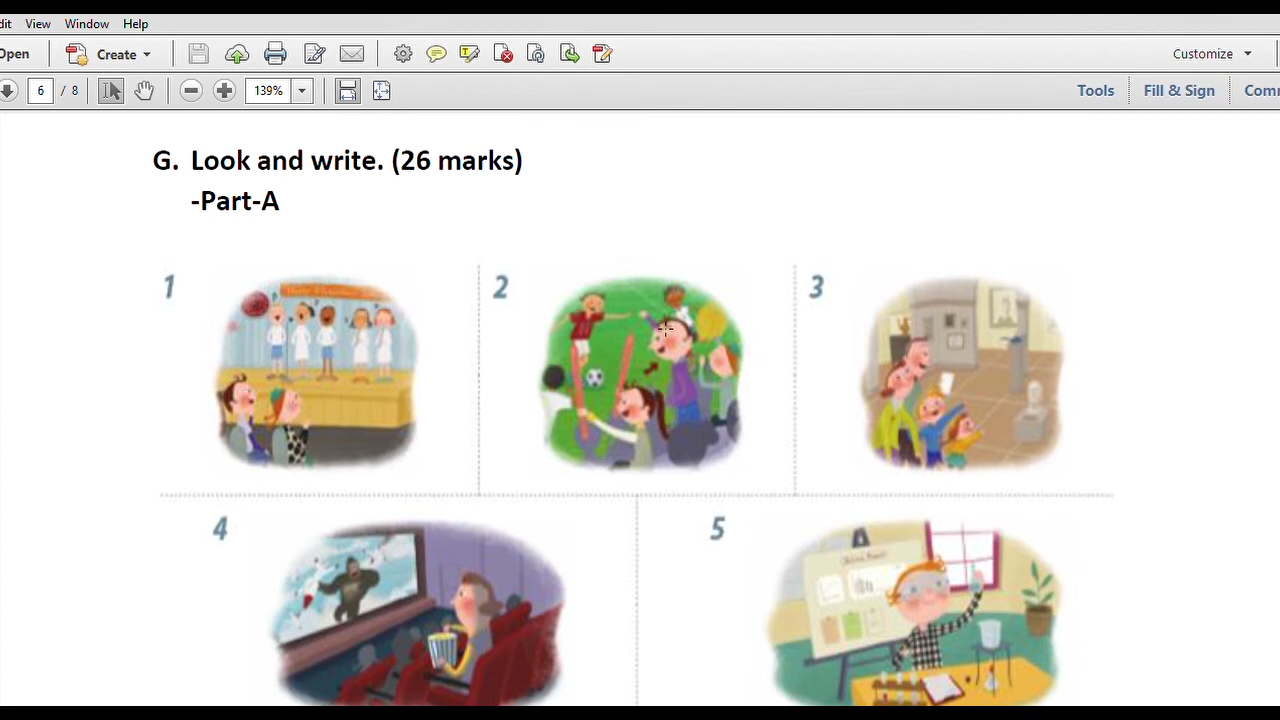 dit View Window Help
Open Create Customize
6 / 8 139% Tools Fill & Sign Comm
G. Look and write. (26 marks)
-Part-A
1 2 3
4 5